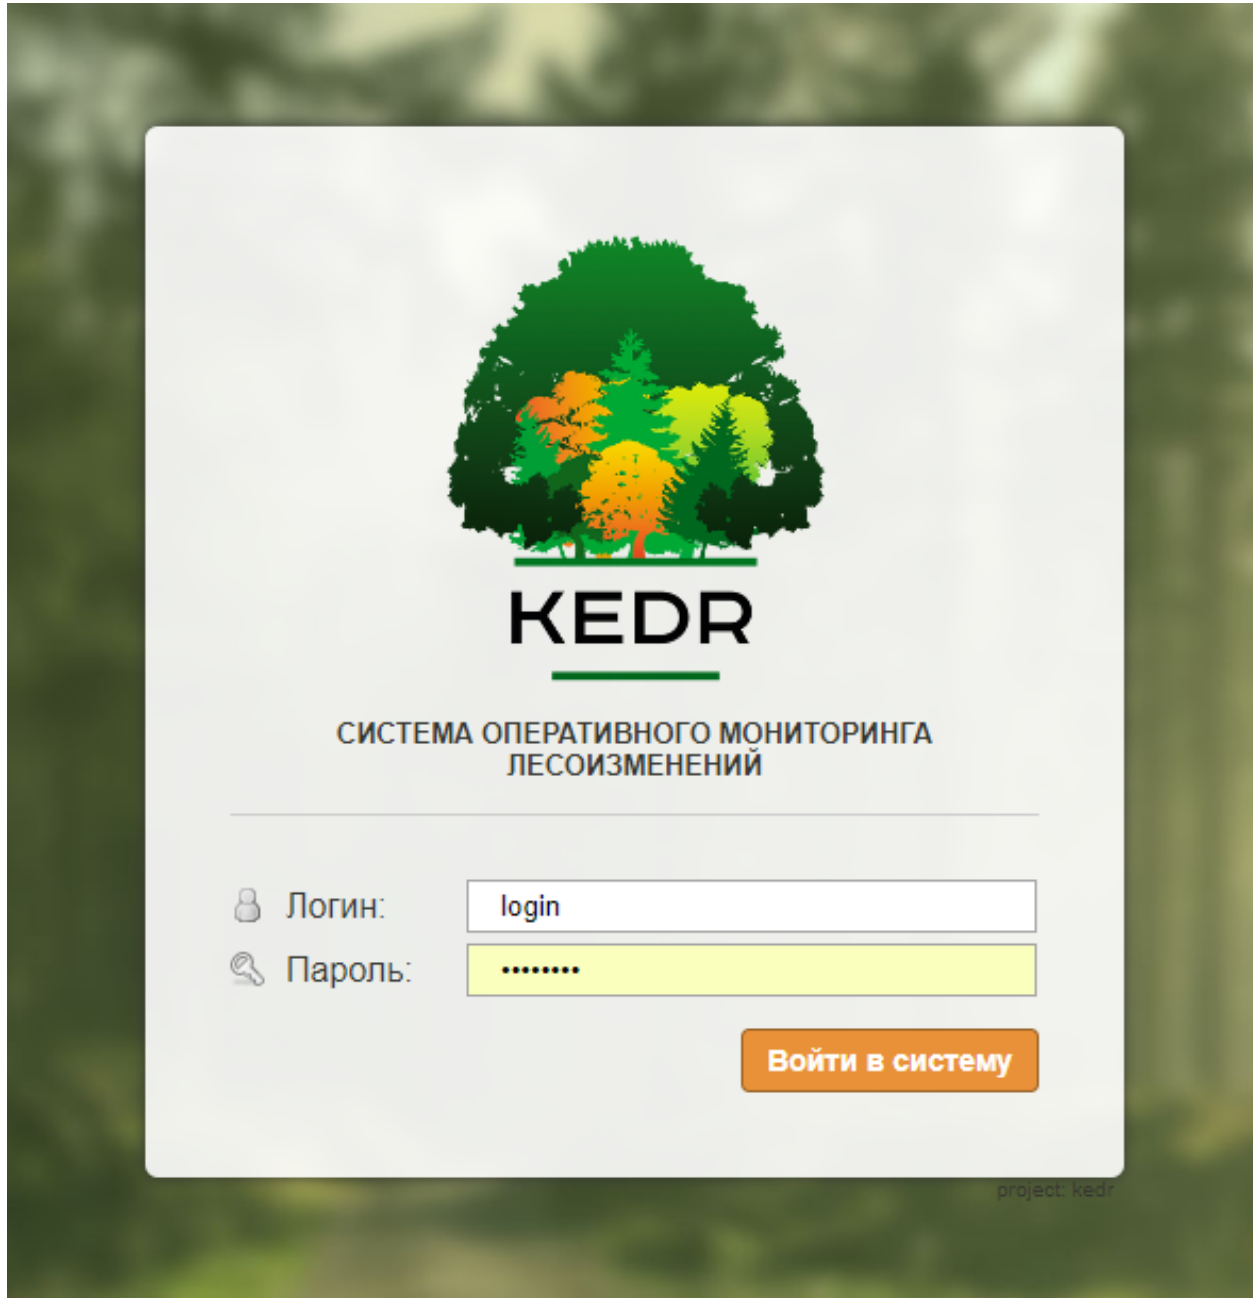 KEDR
СИСТЕМА ОПЕРАТИВНОГО МОНИТОРИНГА
ЛЕСОИЗМЕНЕНИЙ
Логин: login
Пароль: ••••••••
Войти в систему
project: kedr